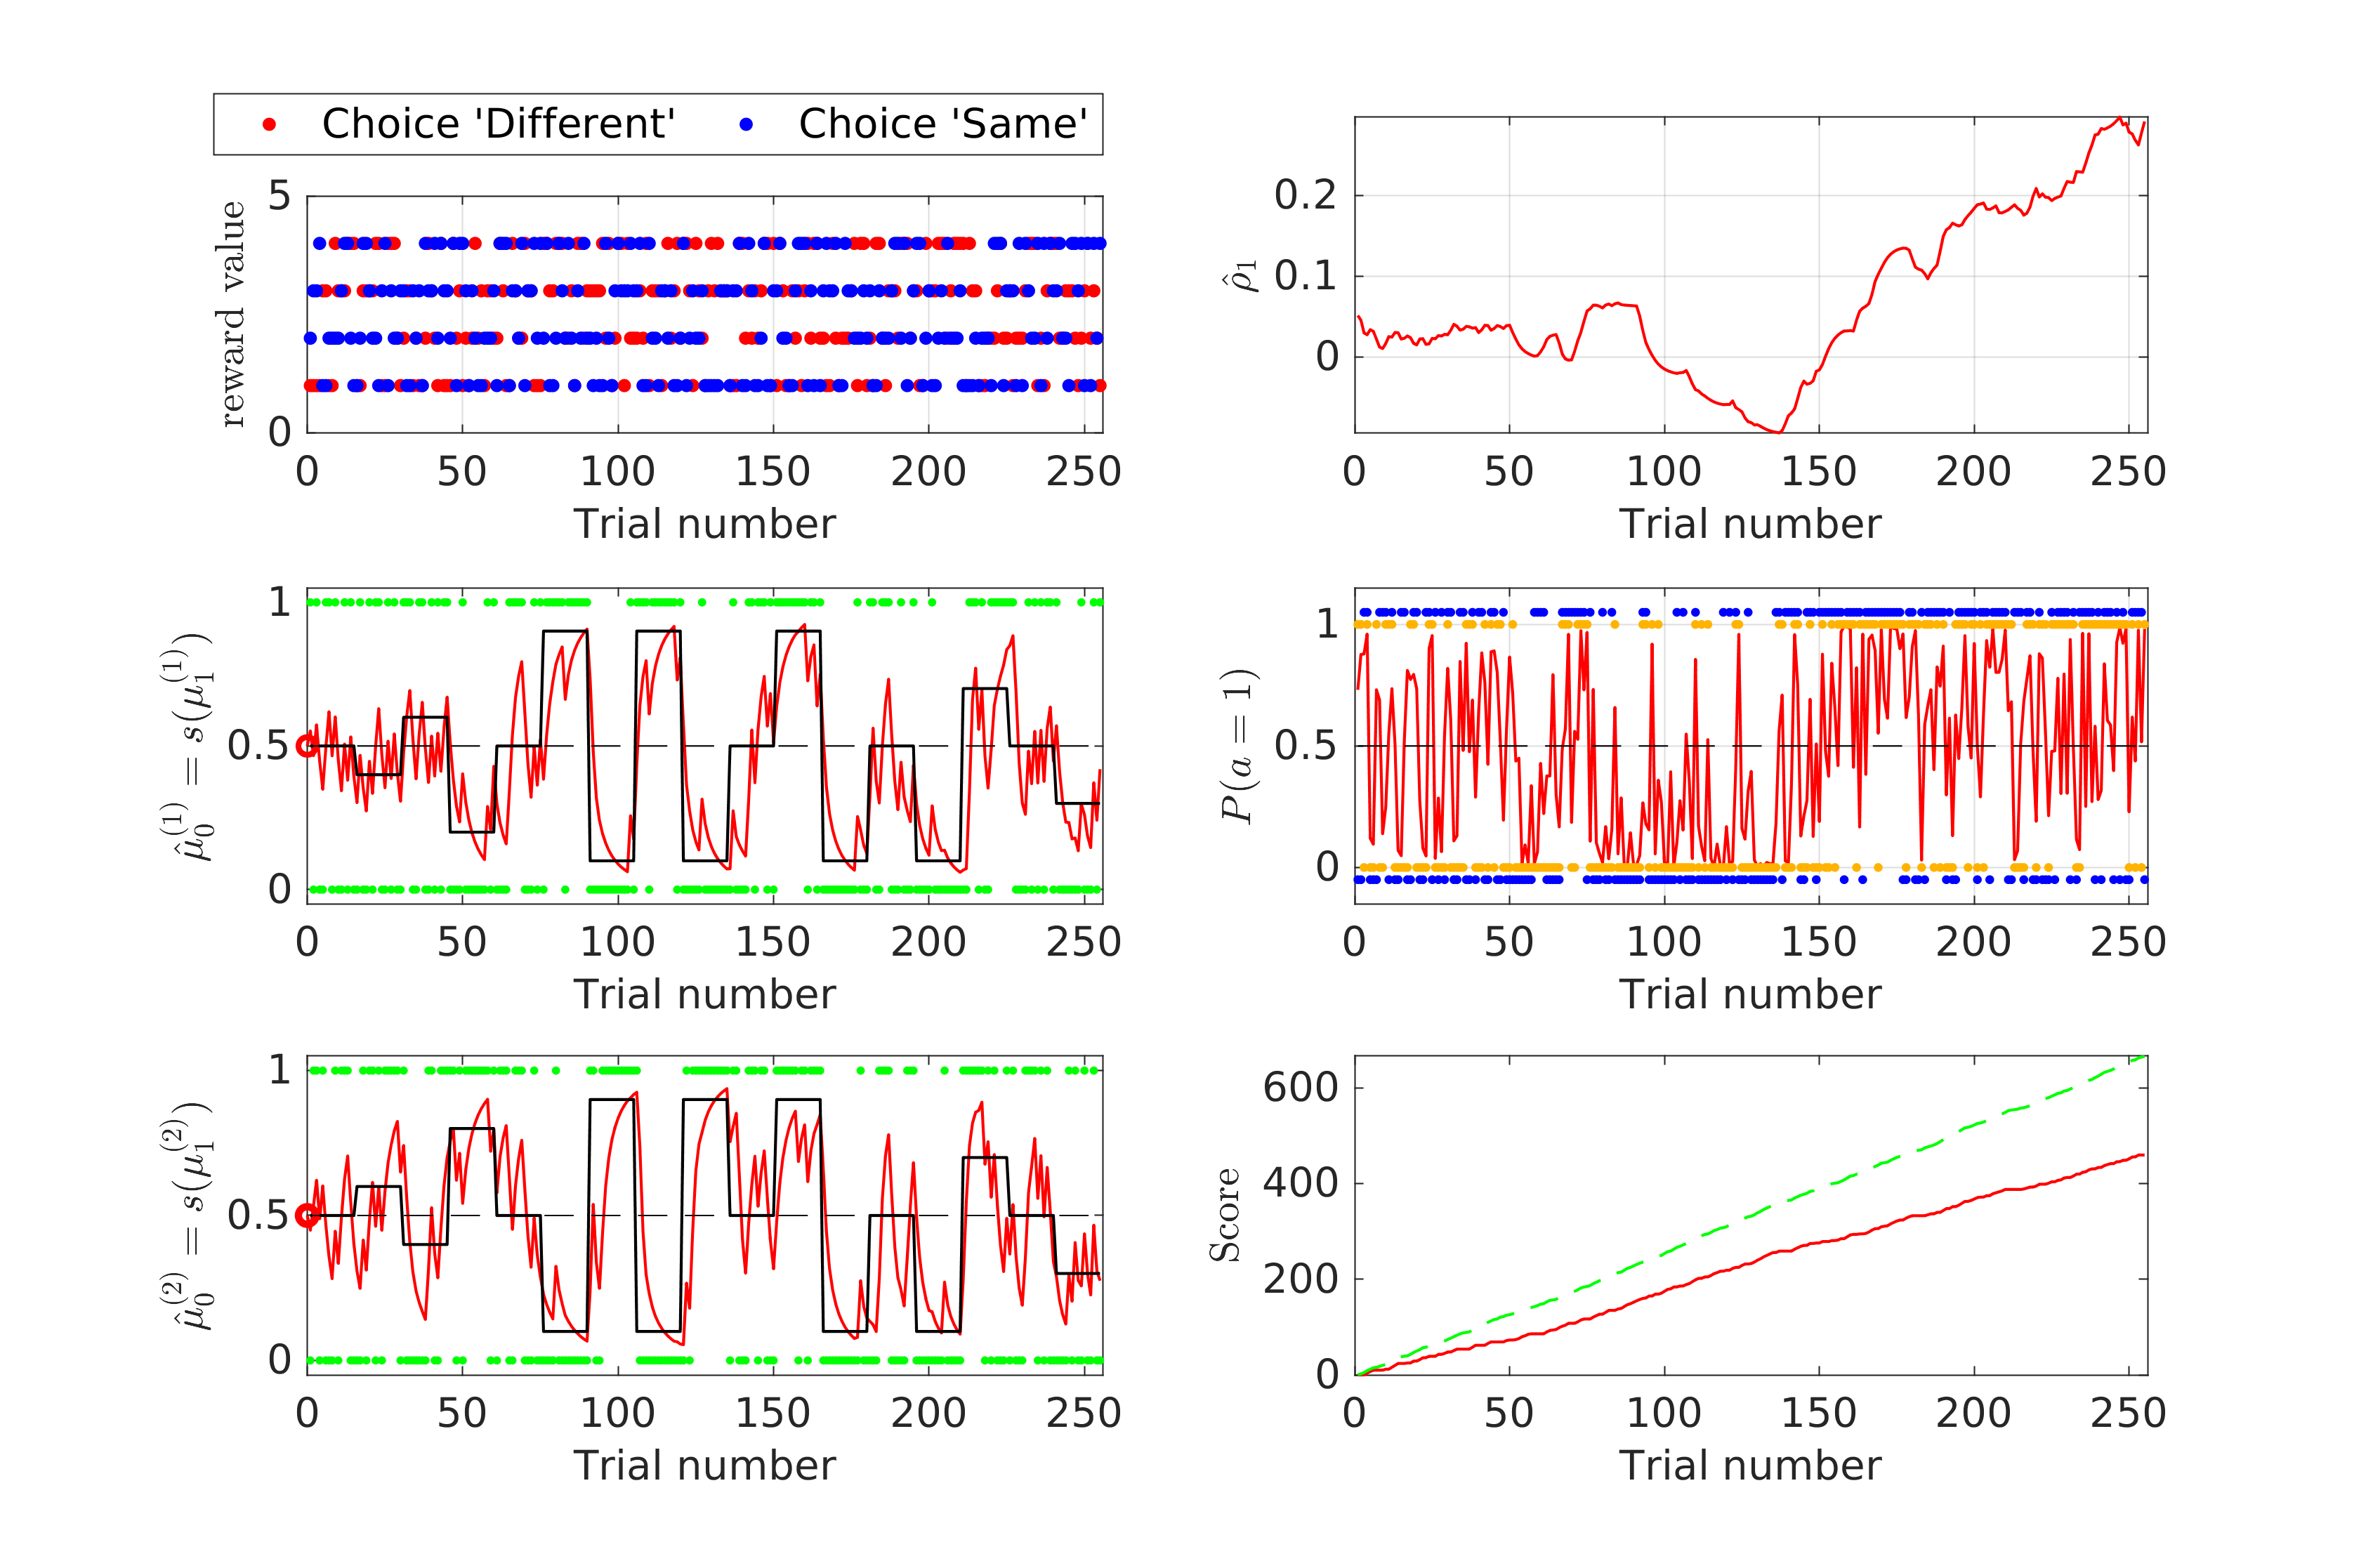 Choice 'Different' Choice 'Same'
5
0
reward value
0 50 100 150 200 250
Trial number
0.2
0.1
0
ρ̂₁
0 50 100 150 200 250
Trial number
1
0.5
0
μ̂₀⁽¹⁾ = s(μ₁⁽¹⁾)
0 50 100 150 200 250
Trial number
1
0.5
0
P(a = 1)
0 50 100 150 200 250
Trial number
1
0.5
0
μ̂₀⁽²⁾ = s(μ₁⁽²⁾)
0 50 100 150 200 250
Trial number
600
400
200
0
Score
0 50 100 150 200 250
Trial number